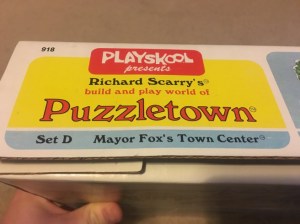 918
PLAYSKOOL
presents
Richard Scarry's®
build and play world of
Puzzletown®
Set D Mayor Fox's Town Center®